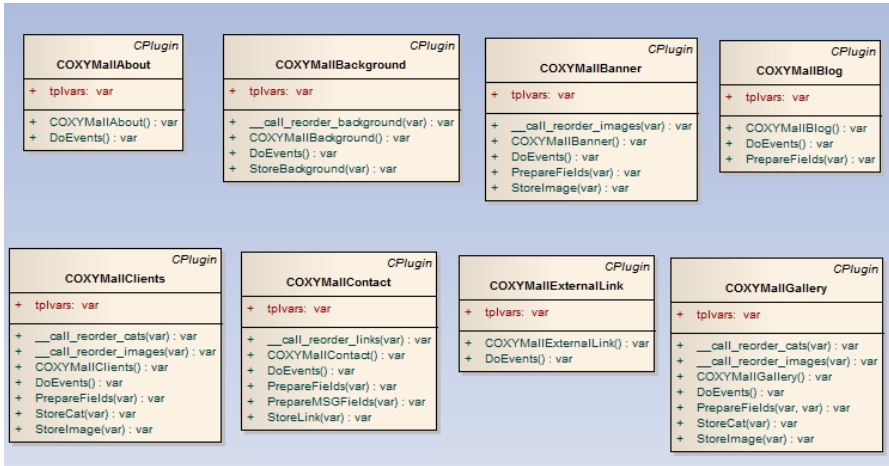 CPlugin
COXYMallAbout
+ tplvars: var
+ COXYMallAbout() : var
+ DoEvents() : var
CPlugin
COXYMallBackground
+ tplvars: var
+ __call_reorder_background(var) : var
+ COXYMallBackground() : var
+ DoEvents() : var
+ StoreBackground(var) : var
CPlugin
COXYMallBanner
+ tplvars: var
+ __call_reorder_images(var) : var
+ COXYMallBanner() : var
+ DoEvents() : var
+ PrepareFields(var) : var
+ StoreImage(var) : var
CPlugin
COXYMallBlog
+ tplvars: var
+ COXYMallBlog() : var
+ DoEvents() : var
+ PrepareFields(var) : var
CPlugin
COXYMallClients
+ tplvars: var
+ __call_reorder_cats(var) : var
+ __call_reorder_images(var) : var
+ COXYMallClients() : var
+ DoEvents() : var
+ PrepareFields(var) : var
+ StoreCat(var) : var
+ StoreImage(var) : var
CPlugin
COXYMallContact
+ tplvars: var
+ __call_reorder_links(var) : var
+ COXYMallContact() : var
+ DoEvents() : var
+ PrepareFields(var) : var
+ PrepareMSGFields(var) : var
+ StoreLink(var) : var
CPlugin
COXYMallExternalLink
+ tplvars: var
+ COXYMallExternalLink() : var
+ DoEvents() : var
CPlugin
COXYMallGallery
+ tplvars: var
+ __call_reorder_cats(var) : var
+ __call_reorder_images(var) : var
+ COXYMallGallery() : var
+ DoEvents() : var
+ PrepareFields(var, var) : var
+ StoreCat(var) : var
+ StoreImage(var) : var